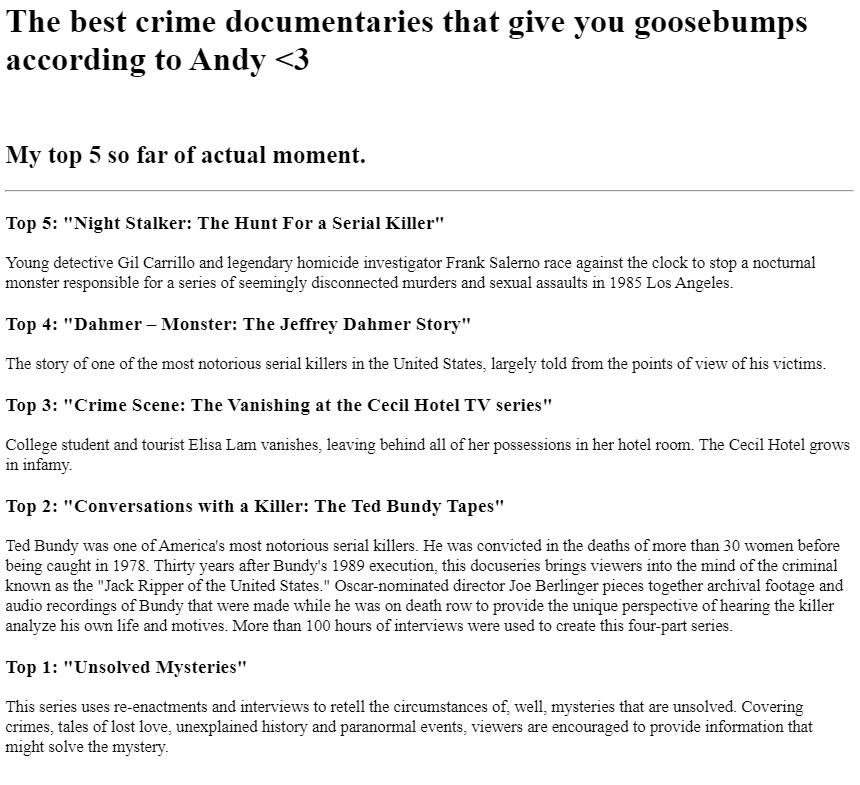 The best crime documentaries that give you goosebumps
according to Andy <3
My top 5 so far of actual moment.
Top 5: "Night Stalker: The Hunt For a Serial Killer"
Young detective Gil Carrillo and legendary homicide investigator Frank Salerno race against the clock to stop a nocturnal
monster responsible for a series of seemingly disconnected murders and sexual assaults in 1985 Los Angeles.
Top 4: "Dahmer – Monster: The Jeffrey Dahmer Story"
The story of one of the most notorious serial killers in the United States, largely told from the points of view of his victims.
Top 3: "Crime Scene: The Vanishing at the Cecil Hotel TV series"
College student and tourist Elisa Lam vanishes, leaving behind all of her possessions in her hotel room. The Cecil Hotel grows
in infamy.
Top 2: "Conversations with a Killer: The Ted Bundy Tapes"
Ted Bundy was one of America's most notorious serial killers. He was convicted in the deaths of more than 30 women before
being caught in 1978. Thirty years after Bundy's 1989 execution, this docuseries brings viewers into the mind of the criminal
known as the "Jack Ripper of the United States." Oscar-nominated director Joe Berlinger pieces together archival footage and
audio recordings of Bundy that were made while he was on death row to provide the unique perspective of hearing the killer
analyze his own life and motives. More than 100 hours of interviews were used to create this four-part series.
Top 1: "Unsolved Mysteries"
This series uses re-enactments and interviews to retell the circumstances of, well, mysteries that are unsolved. Covering
crimes, tales of lost love, unexplained history and paranormal events, viewers are encouraged to provide information that
might solve the mystery.